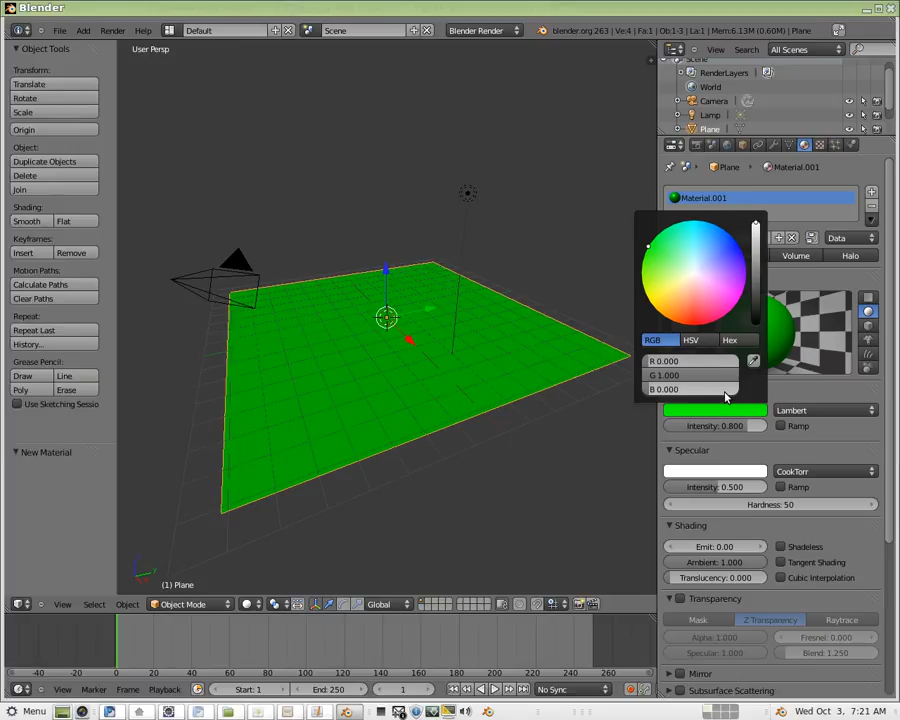 Blender
File Add Render Help Default Scene Blender Render blender.org 263 | Ve:4 | Fa:1 | Ob:1-3 | La:1 | Mem:6.13M (0.60M) | Plane
Object Tools
Transform:
Translate
Rotate
Scale
Origin
Object:
Duplicate Objects
Delete
Join
Shading:
Smooth Flat
Keyframes:
Insert Remove
Motion Paths:
Calculate Paths
Clear Paths
Repeat:
Repeat Last
History...
Grease Pencil:
Draw Line
Poly Erase
Use Sketching Sessio
New Material
User Persp
(1) Plane
View Search All Scenes
Scene
RenderLayers
World
Camera
Lamp
Plane
Plane Material.001
Material.001
Data
Volume Halo
RGB HSV Hex
R 0.000
G 1.000
B 0.000
Lambert
Intensity: 0.800 Ramp
Specular
CookTorr
Intensity: 0.500 Ramp
Hardness: 50
Shading
Emit: 0.00 Shadeless
Ambient: 1.000 Tangent Shading
Translucency: 0.000 Cubic Interpolation
Transparency
Mask Z Transparency Raytrace
Alpha: 1.000 Fresnel: 0.000
Specular: 1.000 Blend: 1.250
Mirror
Subsurface Scattering
View Select Object Object Mode Global
-40 -20 0 20 40 60 80 100 120 140 160 180 200 220 240 260 280
View Marker Frame Playback Start: 1 End: 250 1 No Sync
Menu Wed Oct 3, 7:21 AM